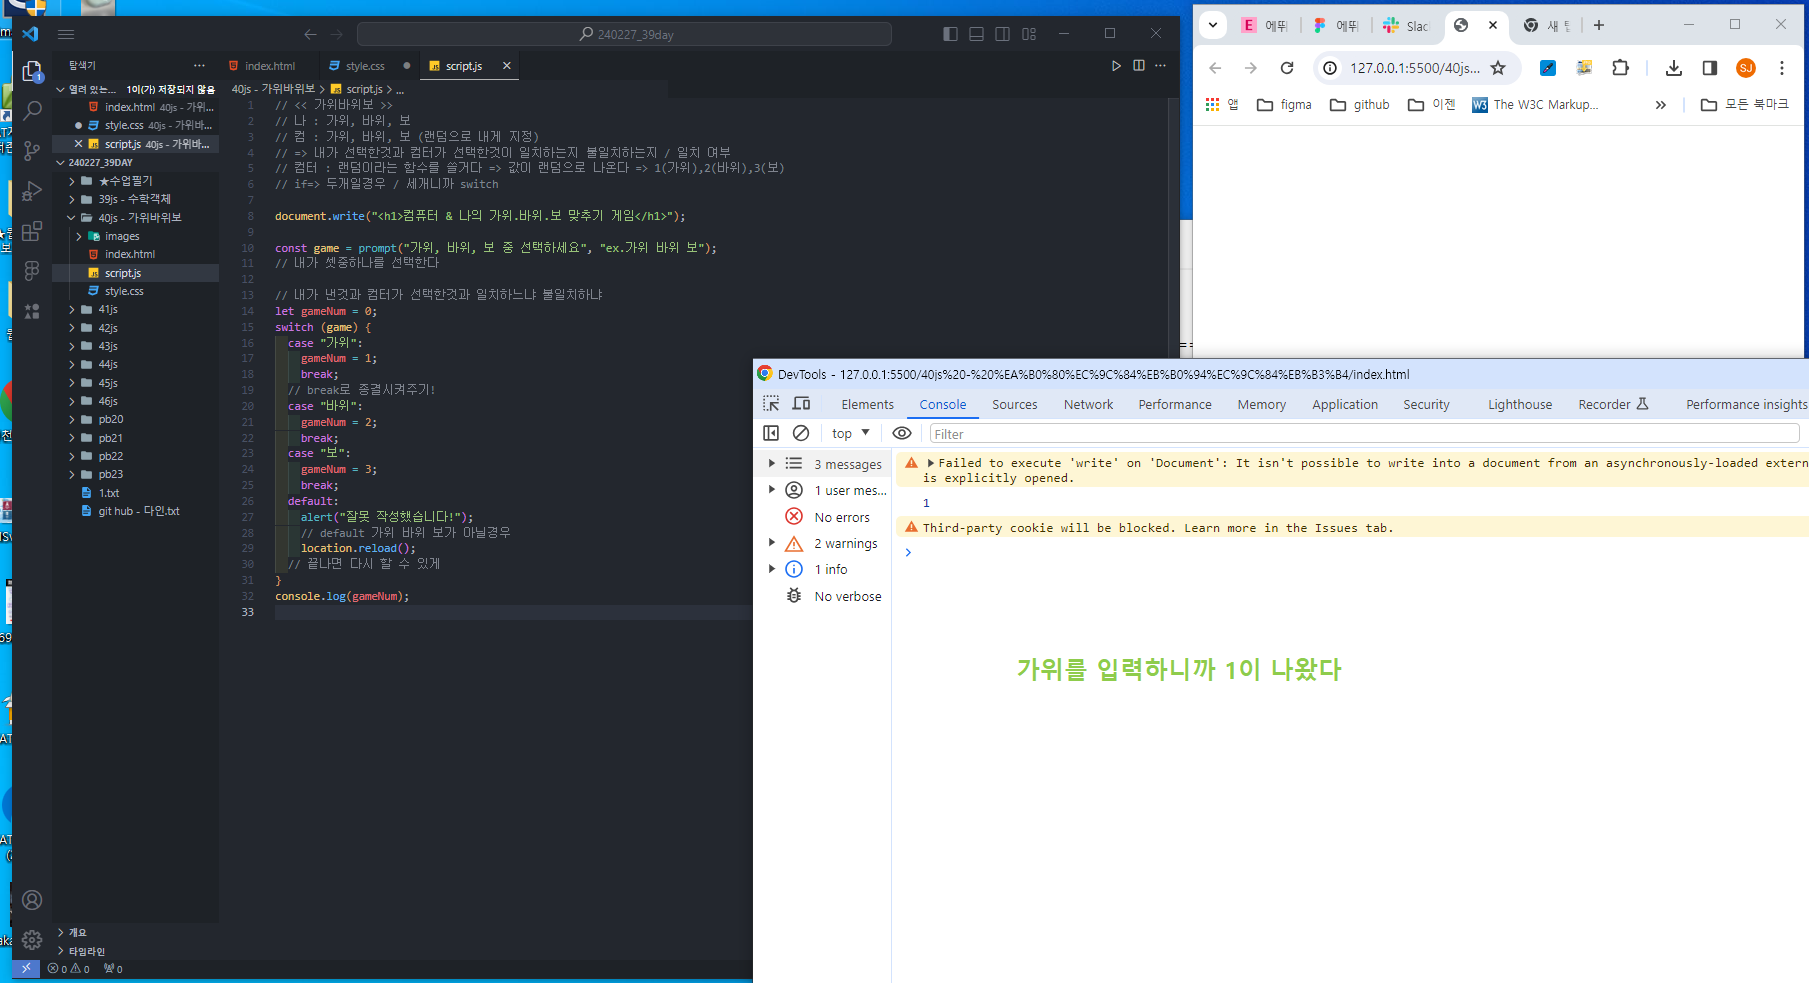 240227_39day
탐색기
열려 있는...
1이(가) 저장되지 않음
index.html 40js - 가위...
style.css 40js - 가위바...
script.js 40js - 가위바...
240227_39DAY
★수업필기
39js - 수학객체
40js - 가위바위보
images
index.html
script.js
style.css
41js
42js
43js
44js
45js
46js
pb20
pb21
pb22
pb23
1.txt
git hub - 다인.txt
개요
타임라인
0 0 0
index.html
style.css
script.js
40js - 가위바위보 > script.js > ...
1 // << 가위바위보 >>
2 // 나 : 가위, 바위, 보
3 // 컴 : 가위, 바위, 보 (랜덤으로 내게 지정)
4 // => 내가 선택한것과 컴터가 선택한것이 일치하는지 불일치하는지 / 일치 여부
5 // 컴터 : 랜덤이라는 함수를 쓸거다 => 값이 랜덤으로 나온다 => 1(가위),2(바위),3(보)
6 // if=> 두개일경우 / 세개니까 switch
7
8 document.write("<h1>컴퓨터 & 나의 가위.바위.보 맞추기 게임</h1>");
9
10 const game = prompt("가위, 바위, 보 중 선택하세요", "ex.가위 바위 보");
11 // 내가 셋중하나를 선택한다
12
13 // 내가 낸것과 컴터가 선택한것과 일치하느냐 불일치하냐
14 let gameNum = 0;
15 switch (game) {
16 case "가위":
17 gameNum = 1;
18 break;
19 // break로 종결시켜주기!
20 case "바위":
21 gameNum = 2;
22 break;
23 case "보":
24 gameNum = 3;
25 break;
26 default:
27 alert("잘못 작성했습니다!");
28 // default 가위 바위 보가 아닐경우
29 location.reload();
30 // 끝나면 다시 할 수 있게
31 }
32 console.log(gameNum);
33
에뛰
에뛰
Slac
새 트
127.0.0.1:5500/40js...
SJ
앱
figma
github
이젠
W3
The W3C Markup...
»
모든 북마크
DevTools - 127.0.0.1:5500/40js%20-%20%EA%B0%80%EC%9C%84%EB%B0%94%EC%9C%84%EB%B3%B4/index.html
Elements Console Sources Network Performance Memory Application Security Lighthouse Recorder Performance insights
top
Filter
3 messages
1 user mes...
No errors
2 warnings
1 info
No verbose
Failed to execute 'write' on 'Document': It isn't possible to write into a document from an asynchronously-loaded extern
is explicitly opened.
1
Third-party cookie will be blocked. Learn more in the Issues tab.
가위를 입력하니까 1이 나왔다